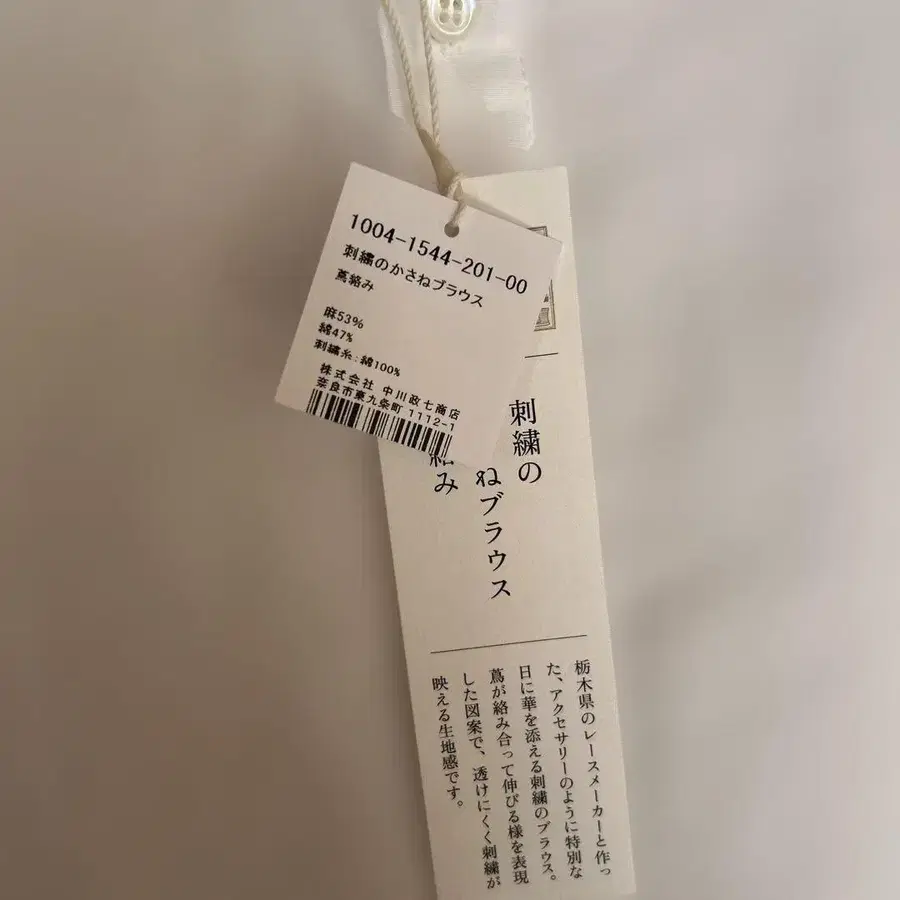 1004-1544-201-00
刺繍のかさねブラウス
蔦絡み
麻53%
綿47%
刺繍糸:綿100%
株式会社 中川政七商店
奈良市東九条町 1112-1
刺繍の
ねブラウス
絡み
栃木県のレースメーカーと作っ
た、アクセサリーのように特別な
日に華を添える刺繍のブラウス。
蔦が絡み合って伸びる様を表現
した図案で、透けにくく刺繍が
映える生地感です。